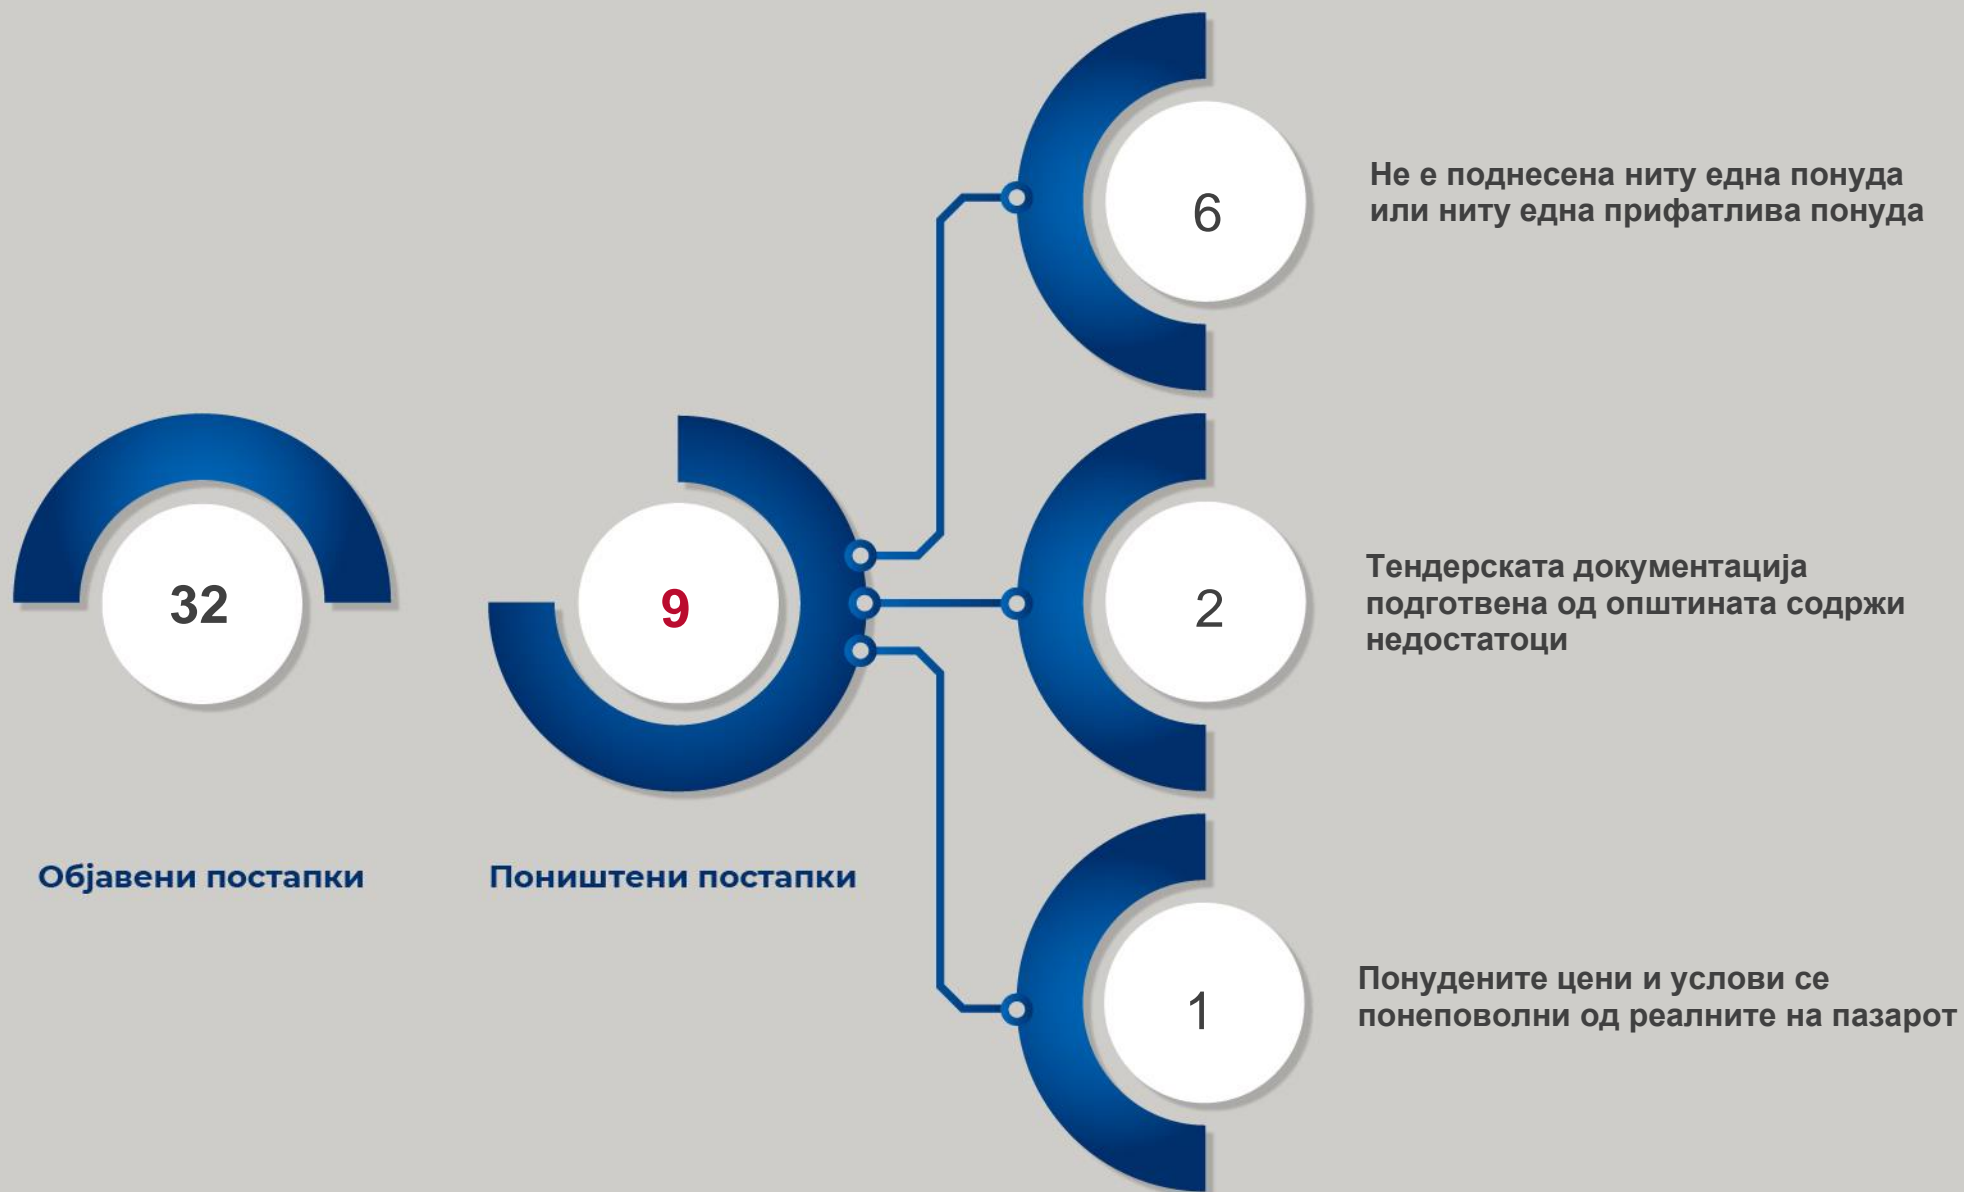 32
Објавени постапки
9
Поништени постапки
6
Не е поднесена ниту една понуда
или ниту една прифатлива понуда
2
Тендерската документација
подготвена од општината содржи
недостатоци
1
Понудените цени и услови се
понеповолни од реалните на пазарот